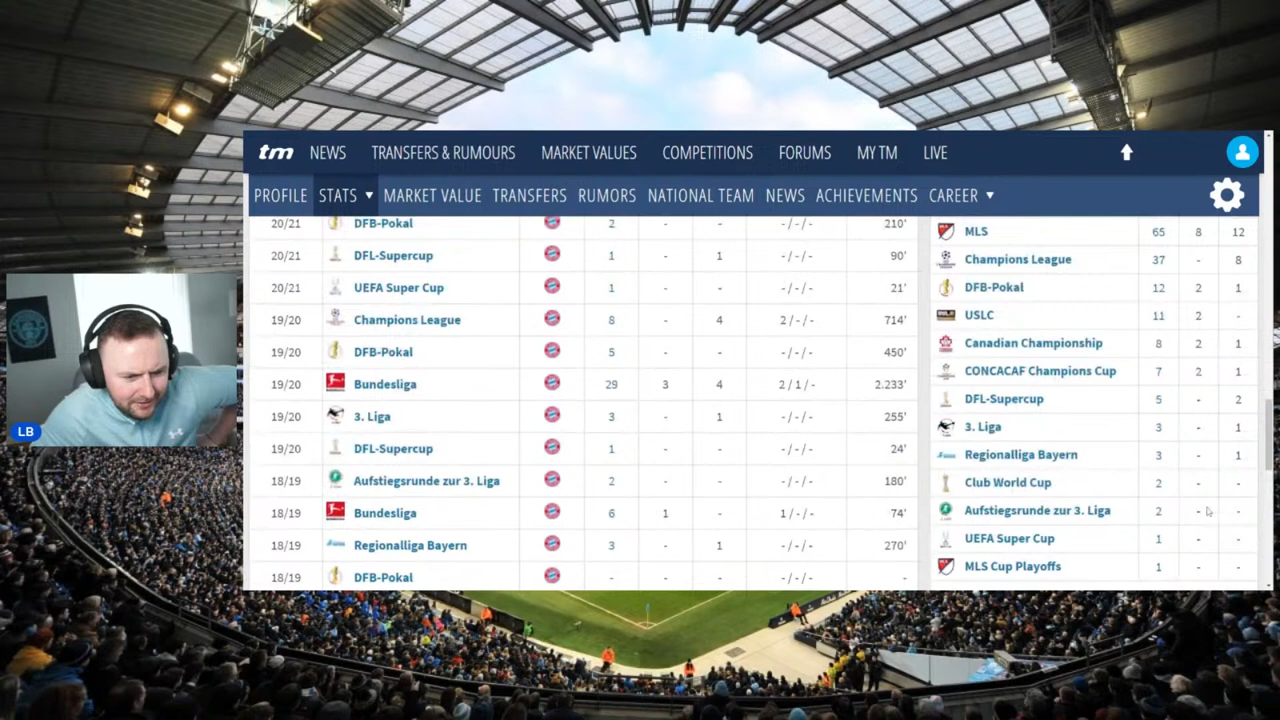 tm NEWS TRANSFERS & RUMOURS MARKET VALUES COMPETITIONS FORUMS MY TM LIVE
PROFILE STATS MARKET VALUE TRANSFERS RUMORS NATIONAL TEAM NEWS ACHIEVEMENTS CAREER
20/21 DFB-Pokal 2 - - - / - / - 210'
20/21 DFL-Supercup 1 - 1 - / - / - 90'
20/21 UEFA Super Cup 1 - - - / - / - 21'
19/20 Champions League 8 - 4 2 / - / - 714'
19/20 DFB-Pokal 5 - - - / - / - 450'
19/20 Bundesliga 29 3 4 2 / 1 / - 2.233'
19/20 3. Liga 3 - 1 - / - / - 255'
19/20 DFL-Supercup 1 - - - / - / - 24'
18/19 Aufstiegsrunde zur 3. Liga 2 - - - / - / - 180'
18/19 Bundesliga 6 1 - 1 / - / - 74'
18/19 Regionalliga Bayern 3 - 1 - / - / - 270'
18/19 DFB-Pokal - - - - / - / - -
MLS 65 8 12
Champions League 37 - 8
DFB-Pokal 12 2 1
USLC 11 2 -
Canadian Championship 8 2 1
CONCACAF Champions Cup 7 2 1
DFL-Supercup 5 - 2
3. Liga 3 - 1
Regionalliga Bayern 3 - 1
Club World Cup 2 - -
Aufstiegsrunde zur 3. Liga 2 - -
UEFA Super Cup 1 - -
MLS Cup Playoffs 1 - -
LB